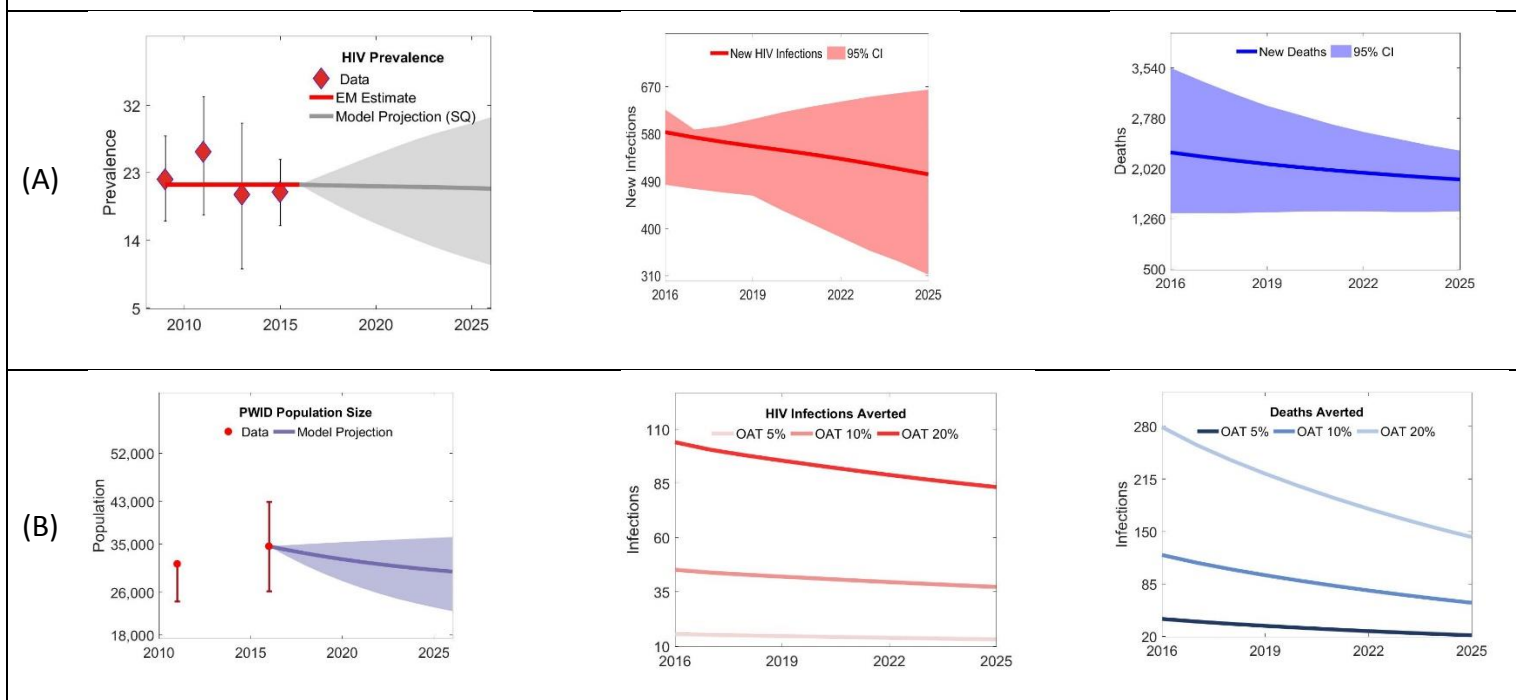 (A)
HIV Prevalence
Data
EM Estimate
Model Projection (SQ)
Prevalence
32
23
14
5
2010
2015
2020
2025
New HIV Infections
95% CI
New Infections
670
580
490
400
310
2016
2019
2022
2025
New Deaths
95% CI
Deaths
3,540
2,780
2,020
1,260
500
2016
2019
2022
2025
(B)
PWID Population Size
Data
Model Projection
Population
52,000
43,000
35,000
26,000
18,000
2010
2015
2020
2025
HIV Infections Averted
OAT 5%
OAT 10%
OAT 20%
Infections
110
85
60
35
10
2016
2019
2022
2025
Deaths Averted
OAT 5%
OAT 10%
OAT 20%
Infections
280
215
150
85
20
2016
2019
2022
2025